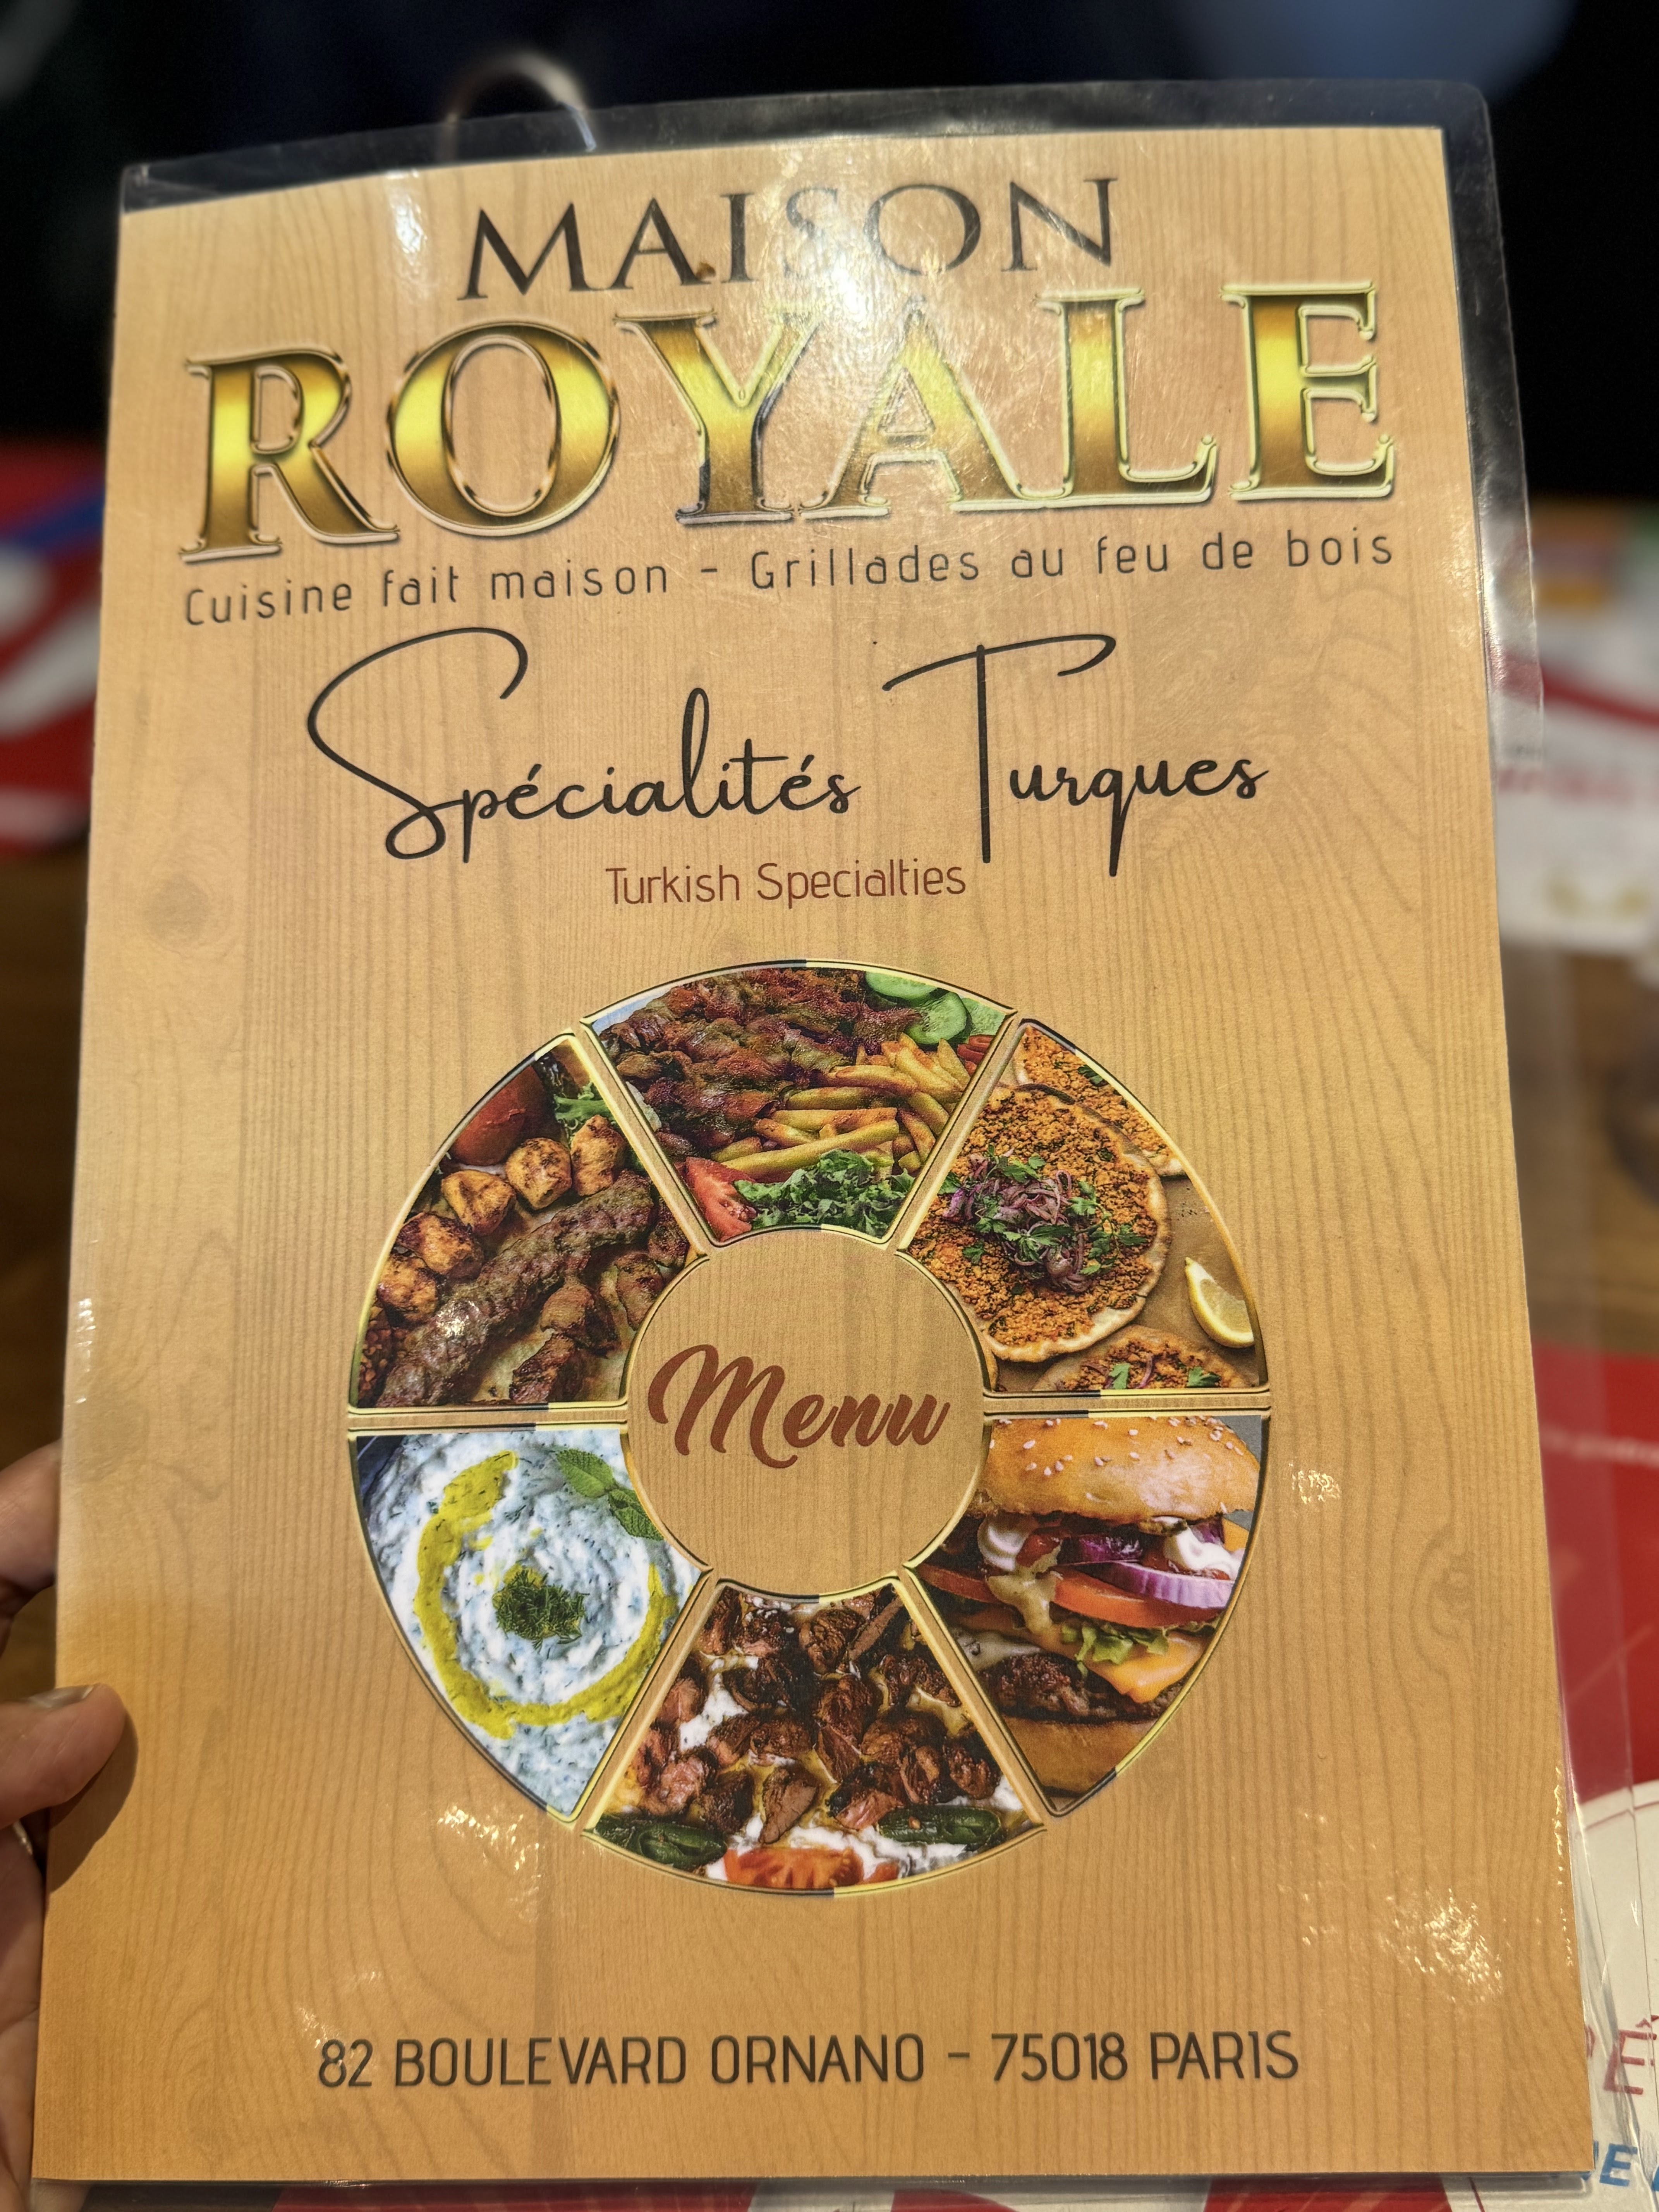 MAISON
ROYALE
Cuisine fait maison - Grillades au feu de bois
Spécialités Turques
Turkish Specialties
Menu
82 BOULEVARD ORNANO - 75018 PARIS